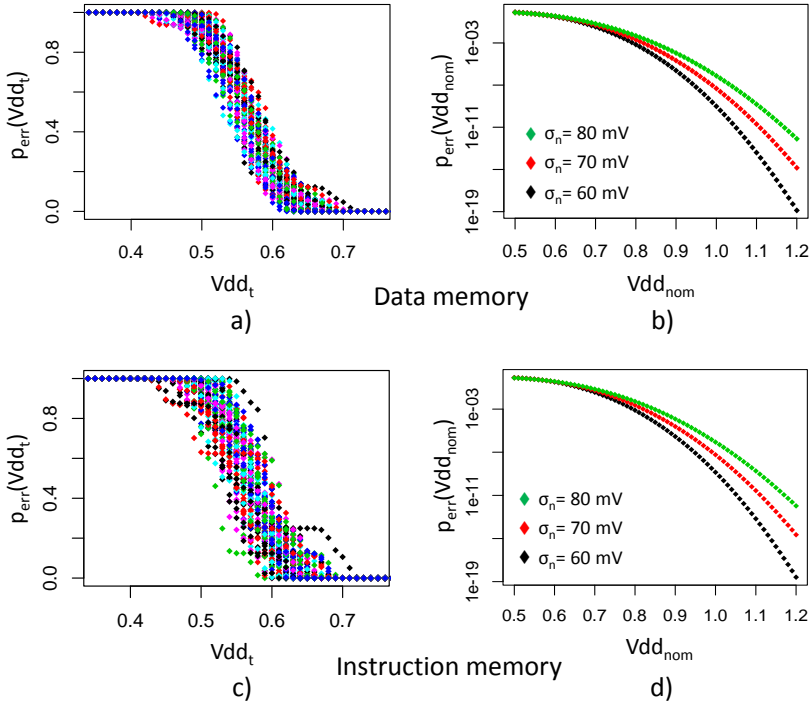 p_err(Vdd_t)
0.8
0.4
0.0
0.4 0.5 0.6 0.7
Vdd_t
a)
p_err(Vdd_nom)
1e-03
1e-11
1e-19
σ_n= 80 mV
σ_n= 70 mV
σ_n= 60 mV
0.5 0.6 0.7 0.8 0.9 1.0 1.1 1.2
Vdd_nom
b)
Data memory
p_err(Vdd_t)
0.8
0.4
0.0
0.4 0.5 0.6 0.7
Vdd_t
c)
p_err(Vdd_nom)
1e-03
1e-11
1e-19
σ_n= 80 mV
σ_n= 70 mV
σ_n= 60 mV
0.5 0.6 0.7 0.8 0.9 1.0 1.1 1.2
Vdd_nom
d)
Instruction memory